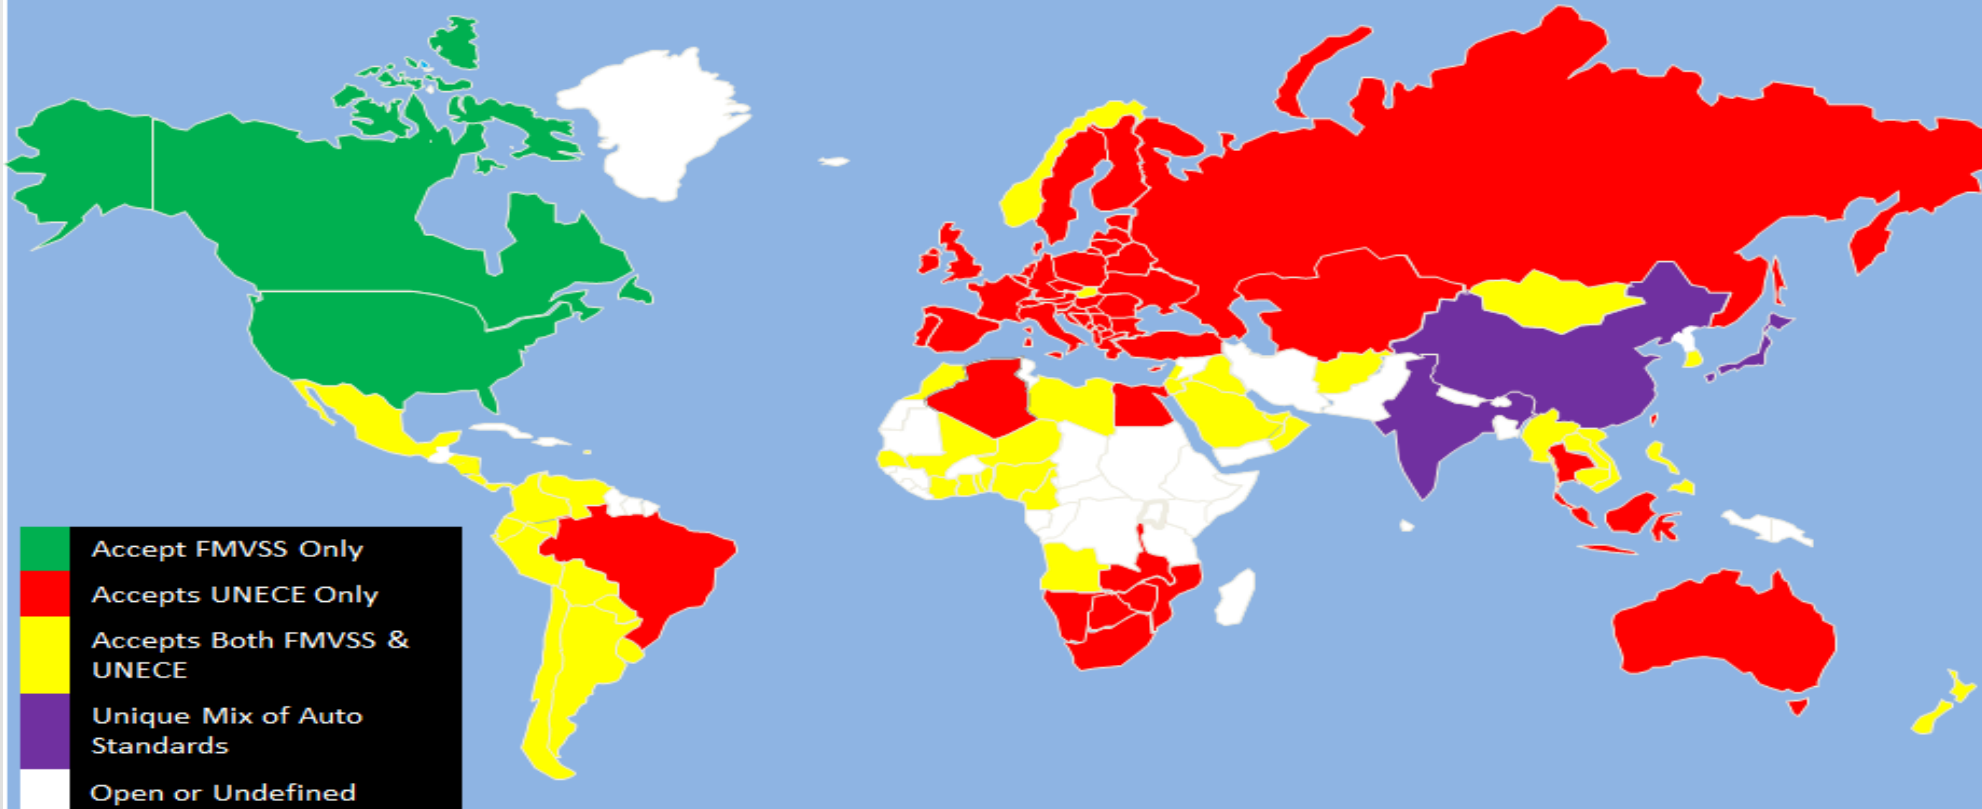 Accept FMVSS Only
Accepts UNECE Only
Accepts Both FMVSS &
UNECE
Unique Mix of Auto
Standards
Open or Undefined